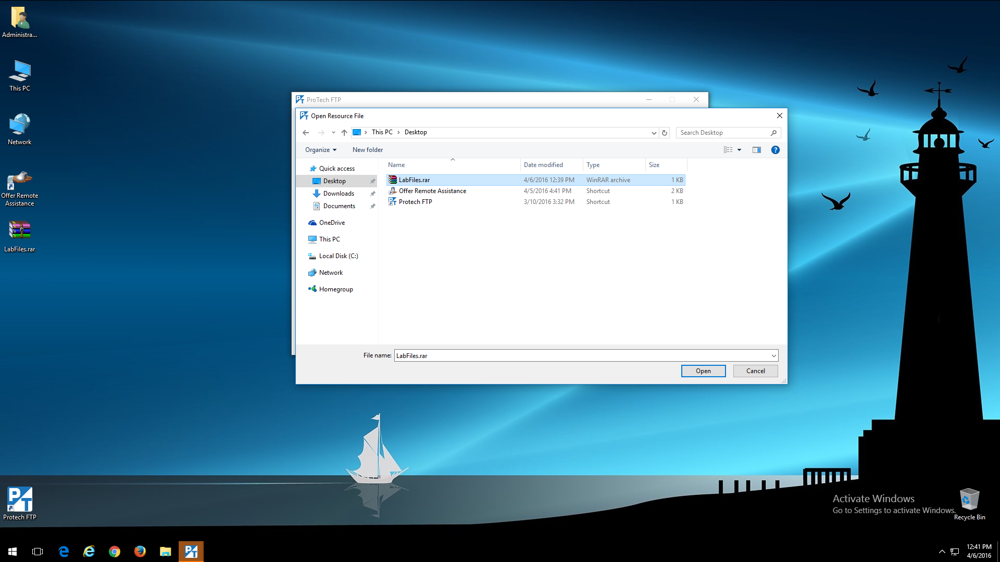 Administra...
This PC
Network
Offer Remote
Assistance
LabFiles.rar
Protech FTP
ProTech FTP
Open Resource File
This PC > Desktop
Search Desktop
Organize
New folder
Quick access
Desktop
Downloads
Documents
OneDrive
This PC
Local Disk (C:)
Network
Homegroup
Name Date modified Type Size
LabFiles.rar 4/6/2016 12:39 PM WinRAR archive 1 KB
Offer Remote Assistance 4/5/2016 4:41 PM Shortcut 2 KB
Protech FTP 3/10/2016 3:32 PM Shortcut 1 KB
File name: LabFiles.rar
Open Cancel
Activate Windows
Go to Settings to activate Windows.
Recycle Bin
12:41 PM
4/6/2016